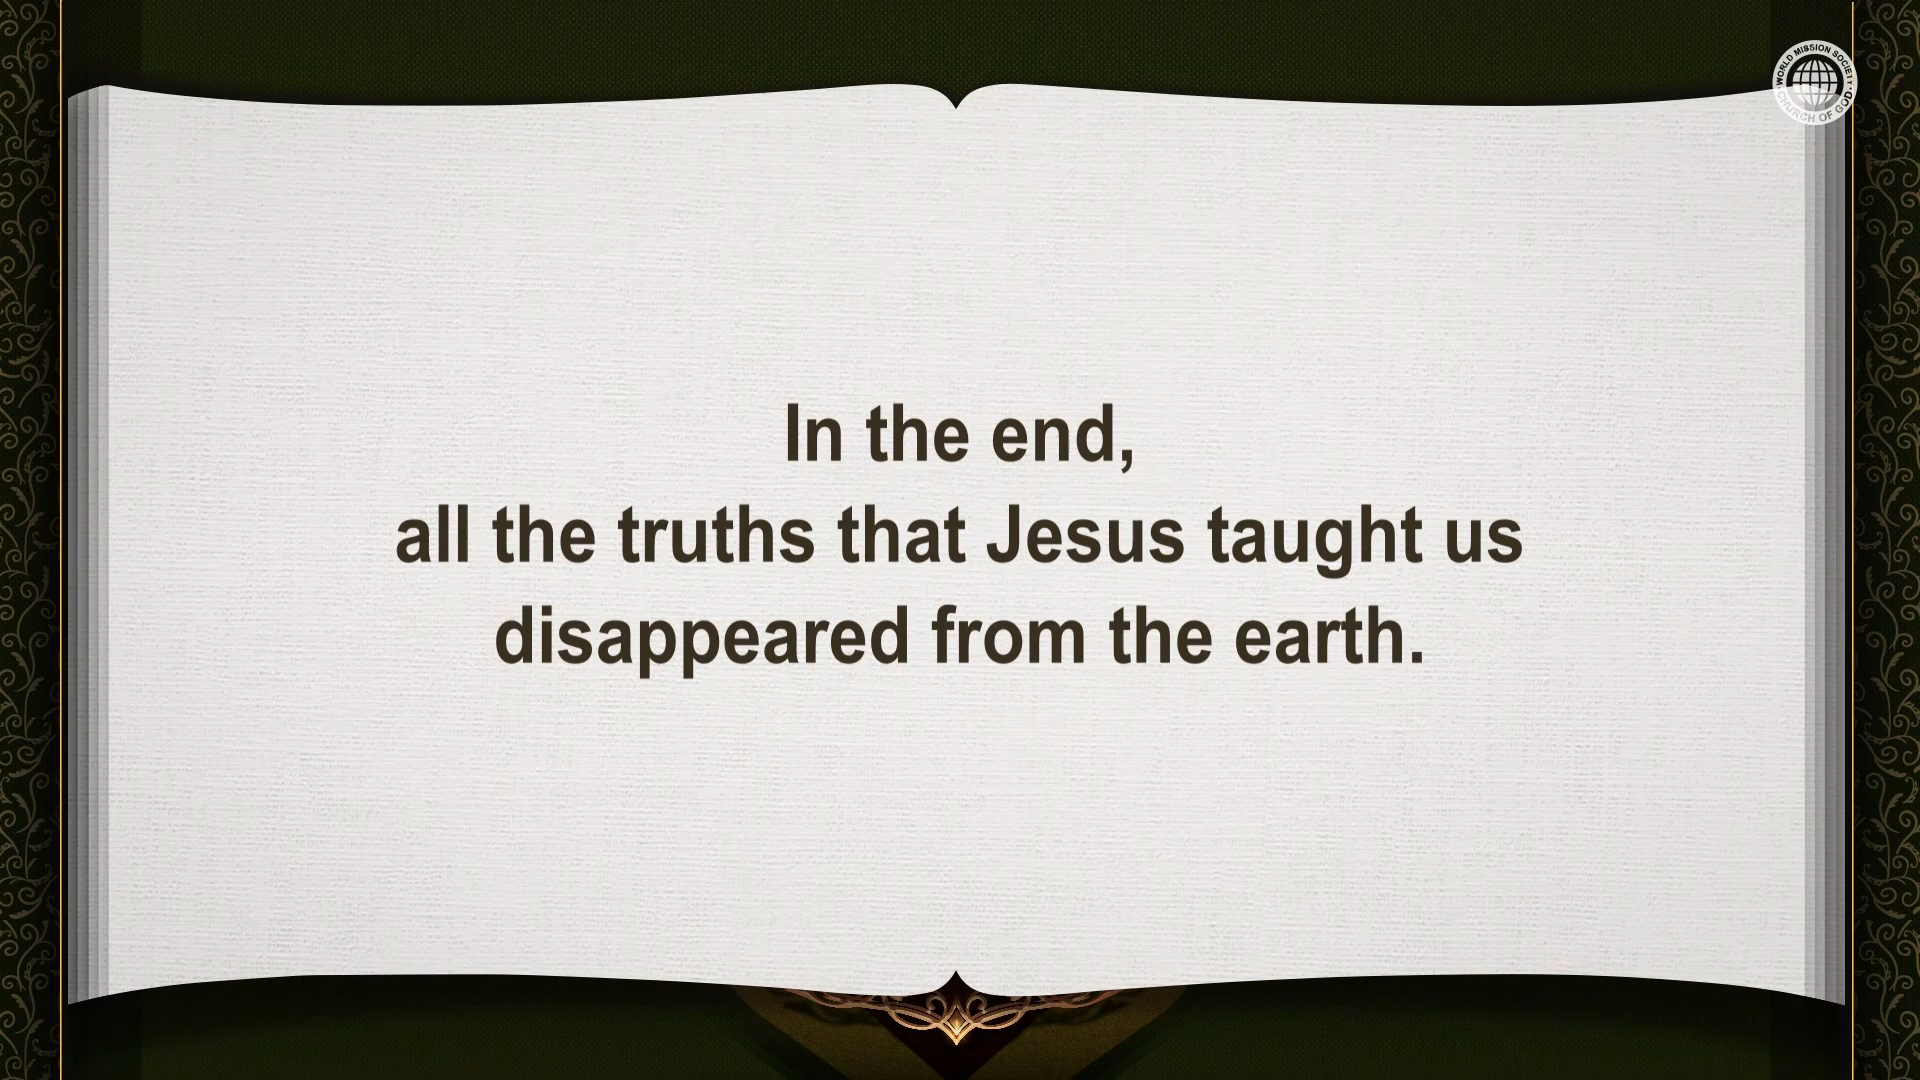 WORLD MISSION SOCIETY
CHURCH OF GOD
In the end,
all the truths that Jesus taught us
disappeared from the earth.